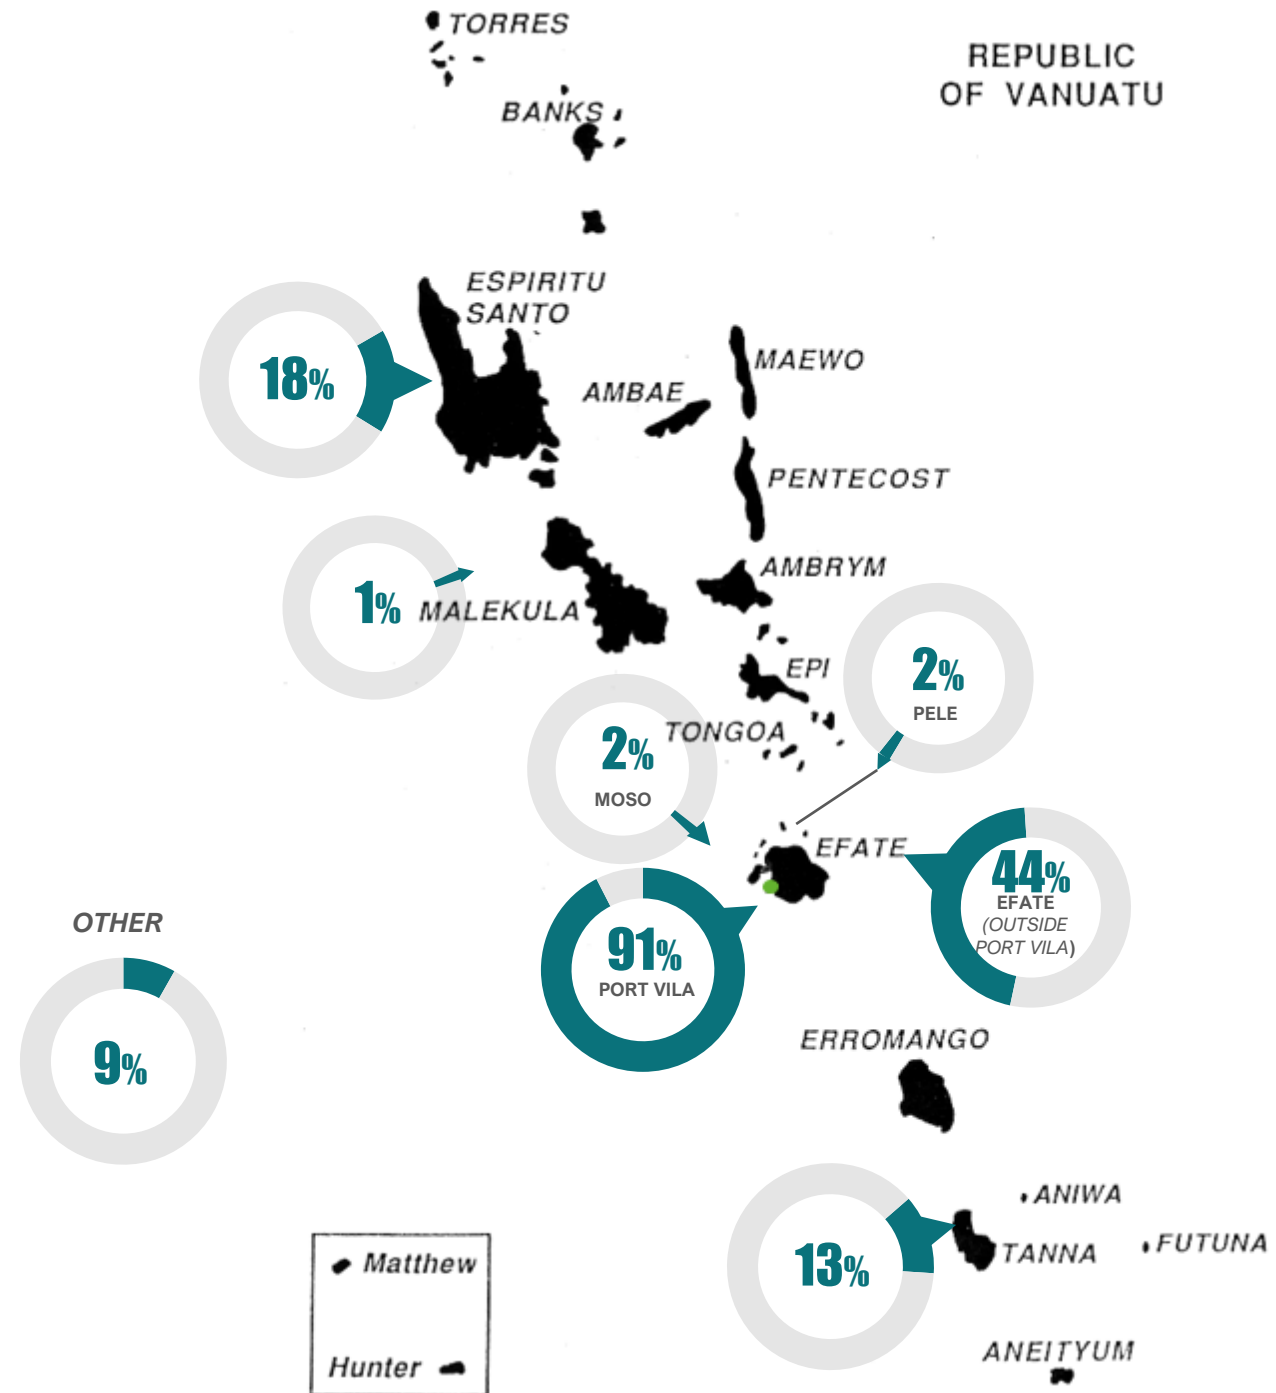 TORRES
REPUBLIC
OF VANUATU
BANKS
ESPIRITU
SANTO
18%
MAEWO
AMBAE
PENTECOST
AMBRYM
1%
MALEKULA
EPI
2%
PELE
TONGOA
2%
MOSO
EFATE
44%
EFATE
(OUTSIDE
PORT VILA)
91%
PORT VILA
OTHER
9%
ERROMANGO
ANIWA
FUTUNA
TANNA
13%
Matthew
Hunter
ANEITYUM